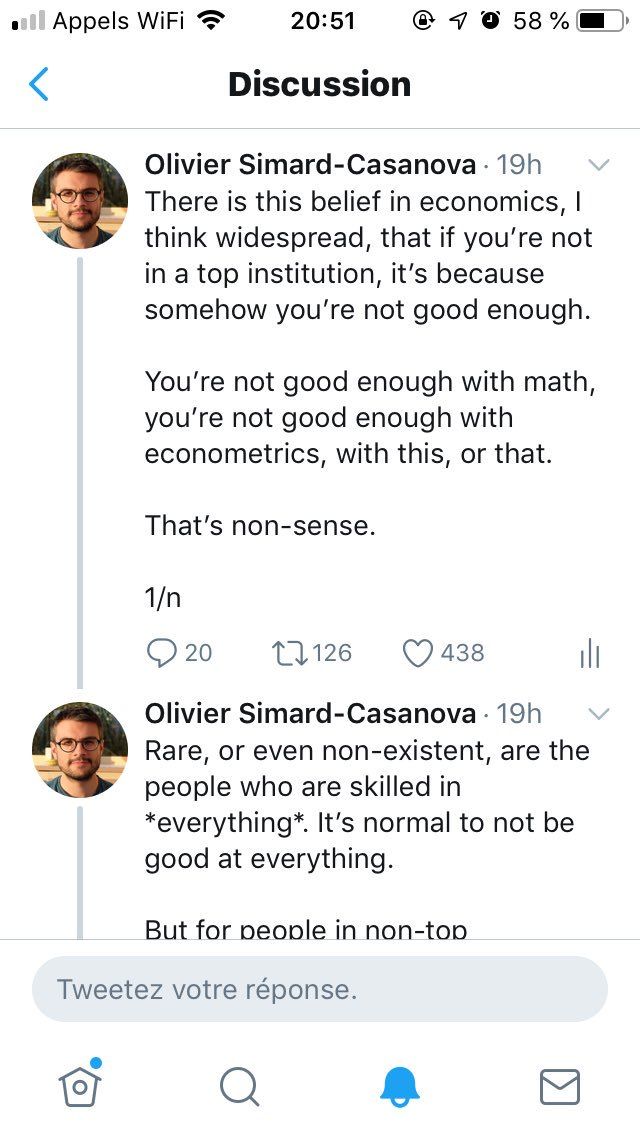 Appels WiFi 20:51 58 %
Discussion
Olivier Simard-Casanova · 19h
There is this belief in economics, I
think widespread, that if you’re not
in a top institution, it’s because
somehow you’re not good enough.
You’re not good enough with math,
you’re not good enough with
econometrics, with this, or that.
That’s non-sense.
1/n
20 126 438
Olivier Simard-Casanova · 19h
Rare, or even non-existent, are the
people who are skilled in
*everything*. It’s normal to not be
good at everything.
But for people in non-top
Tweetez votre réponse.